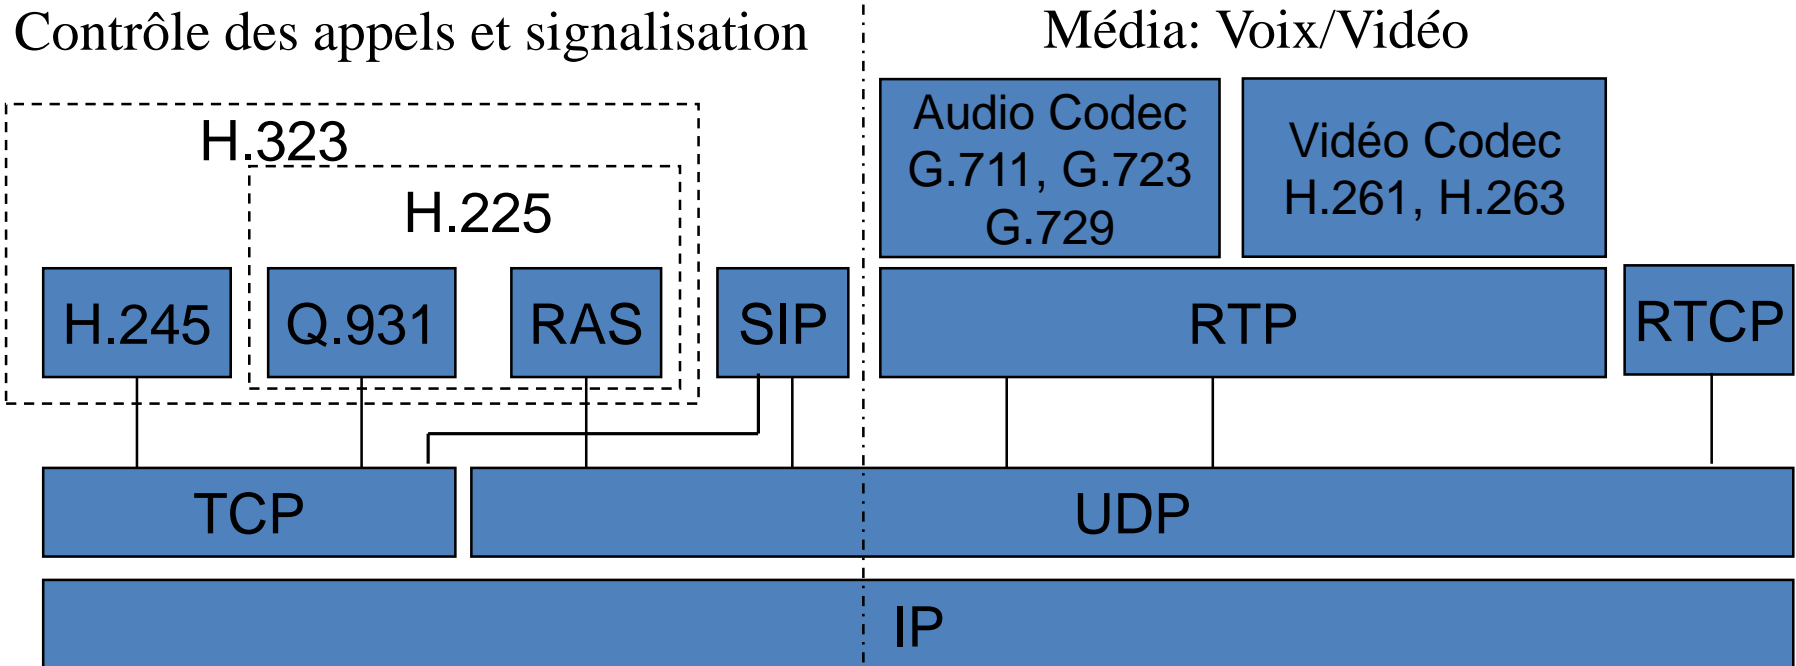 Contrôle des appels et signalisation
Média: Voix/Vidéo
H.323
H.225
H.245
Q.931
RAS
SIP
Audio Codec
G.711, G.723
G.729
Vidéo Codec
H.261, H.263
RTP
RTCP
TCP
UDP
IP